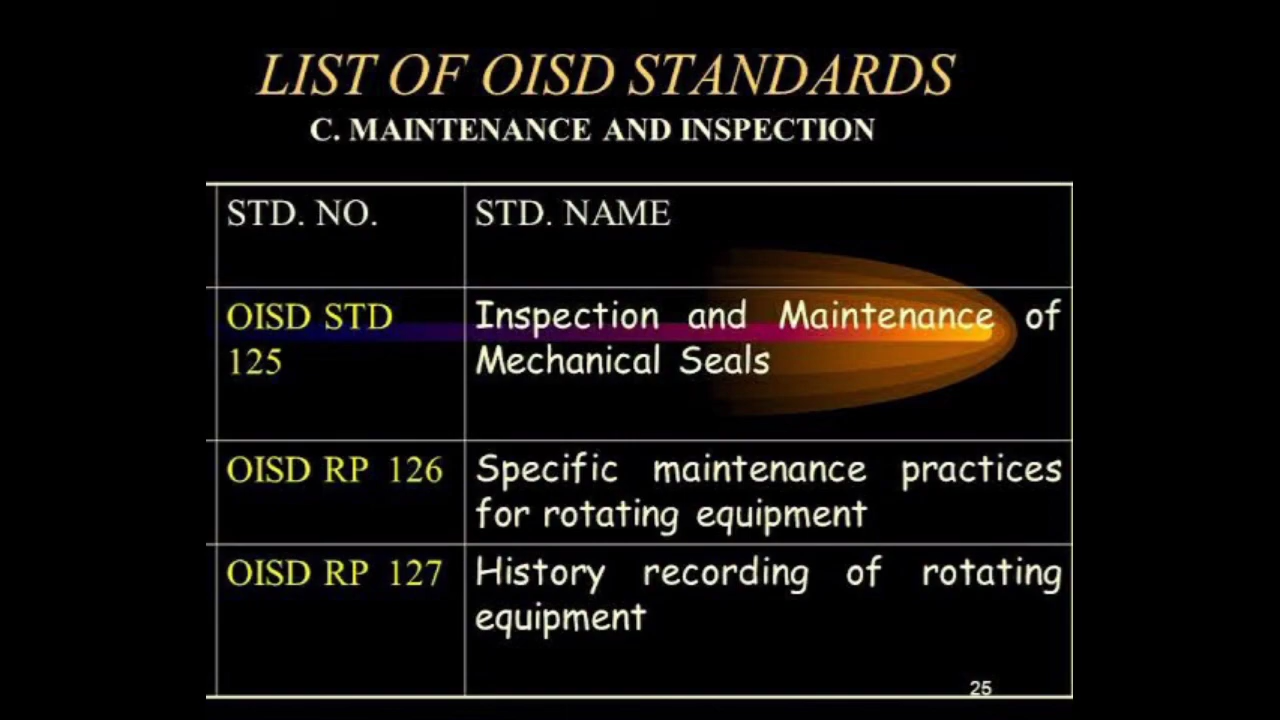 LIST OF OISD STANDARDS
C. MAINTENANCE AND INSPECTION
STD. NO.
STD. NAME
OISD STD
125
Inspection and Maintenance of
Mechanical Seals
OISD RP 126
Specific maintenance practices
for rotating equipment
OISD RP 127
History recording of rotating
equipment
25